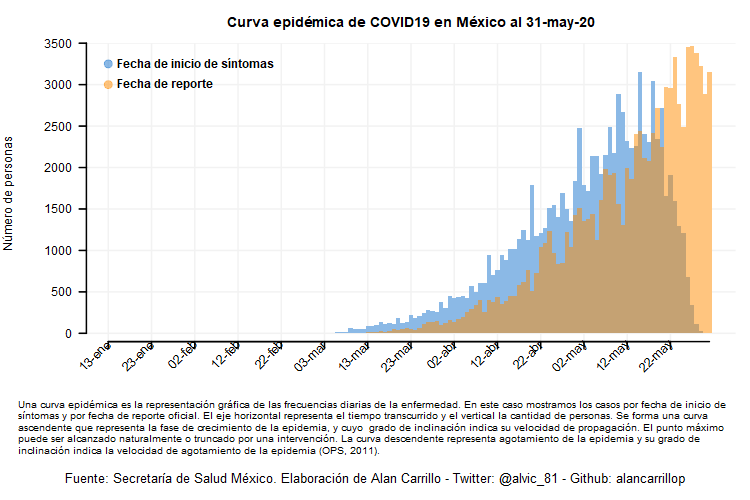 Curva epidémica de COVID19 en México al 31-may-20
Fecha de inicio de síntomas
Fecha de reporte
Número de personas
3500
3000
2500
2000
1500
1000
500
0
13-ene
23-ene
02-feb
12-feb
22-feb
03-mar
13-mar
23-mar
02-abr
12-abr
22-abr
02-may
12-may
22-may
Una curva epidémica es la representación gráfica de las frecuencias diarias de la enfermedad. En este caso mostramos los casos por fecha de inicio de
síntomas y por fecha de reporte oficial. El eje horizontal representa el tiempo transcurrido y el vertical la cantidad de personas. Se forma una curva
ascendente que representa la fase de crecimiento de la epidemia, y cuyo grado de inclinación indica su velocidad de propagación. El punto máximo
puede ser alcanzado naturalmente o truncado por una intervención. La curva descendente representa agotamiento de la epidemia y su grado de
inclinación indica la velocidad de agotamiento de la epidemia (OPS, 2011).
Fuente: Secretaría de Salud México. Elaboración de Alan Carrillo - Twitter: @alvic_81 - Github: alancarrillop